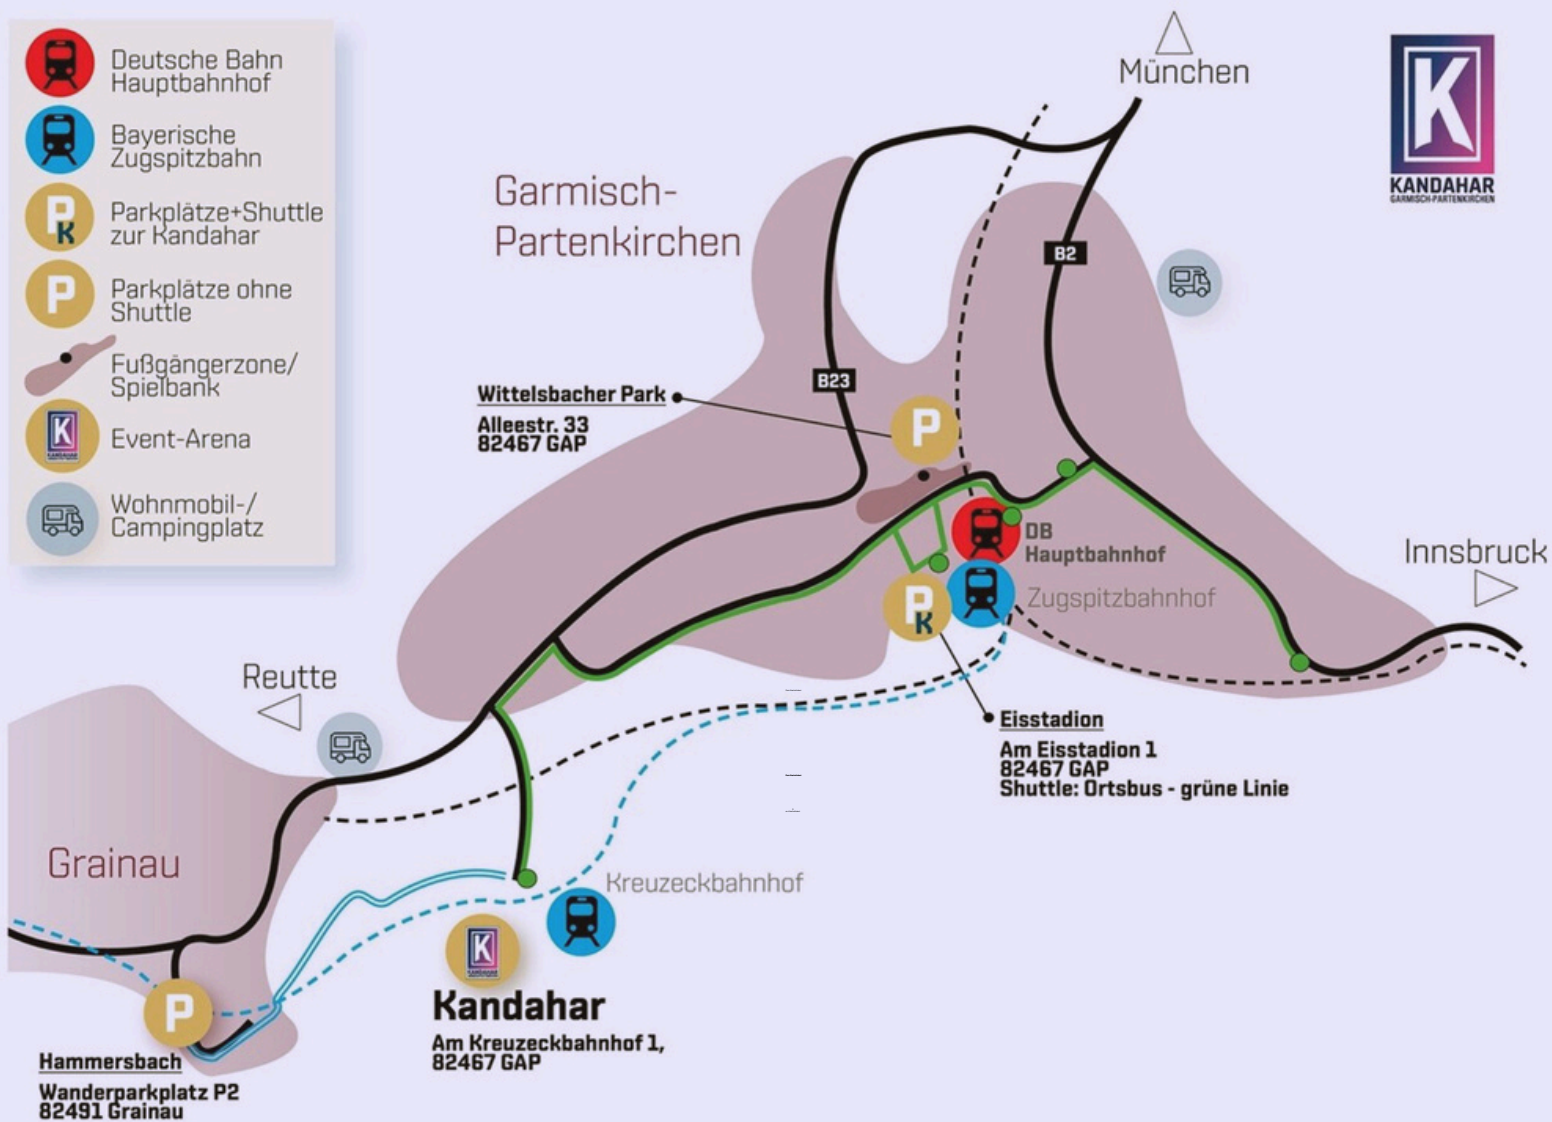 Deutsche Bahn
Hauptbahnhof
Bayerische
Zugspitzbahn
P
K
Parkplätze+Shuttle
zur Kandahar
P
Parkplätze ohne
Shuttle
Fußgängerzone/
Spielbank
K
KANDAHAR
Event-Arena
Wohnmobil-/
Campingplatz
München
K
KANDAHAR
GARMISCH-PARTENKIRCHEN
Garmisch-
Partenkirchen
B2
B23
Wittelsbacher Park
Alleestr. 33
82467 GAP
P
DB
Hauptbahnhof
Innsbruck
P
K
Zugspitzbahnhof
Reutte
Eisstadion
Am Eisstadion 1
82467 GAP
Shuttle: Ortsbus - grüne Linie
Grainau
Kreuzeckbahnhof
K
KANDAHAR
Kandahar
Am Kreuzeckbahnhof 1,
82467 GAP
P
Hammersbach
Wanderparkplatz P2
82491 Grainau